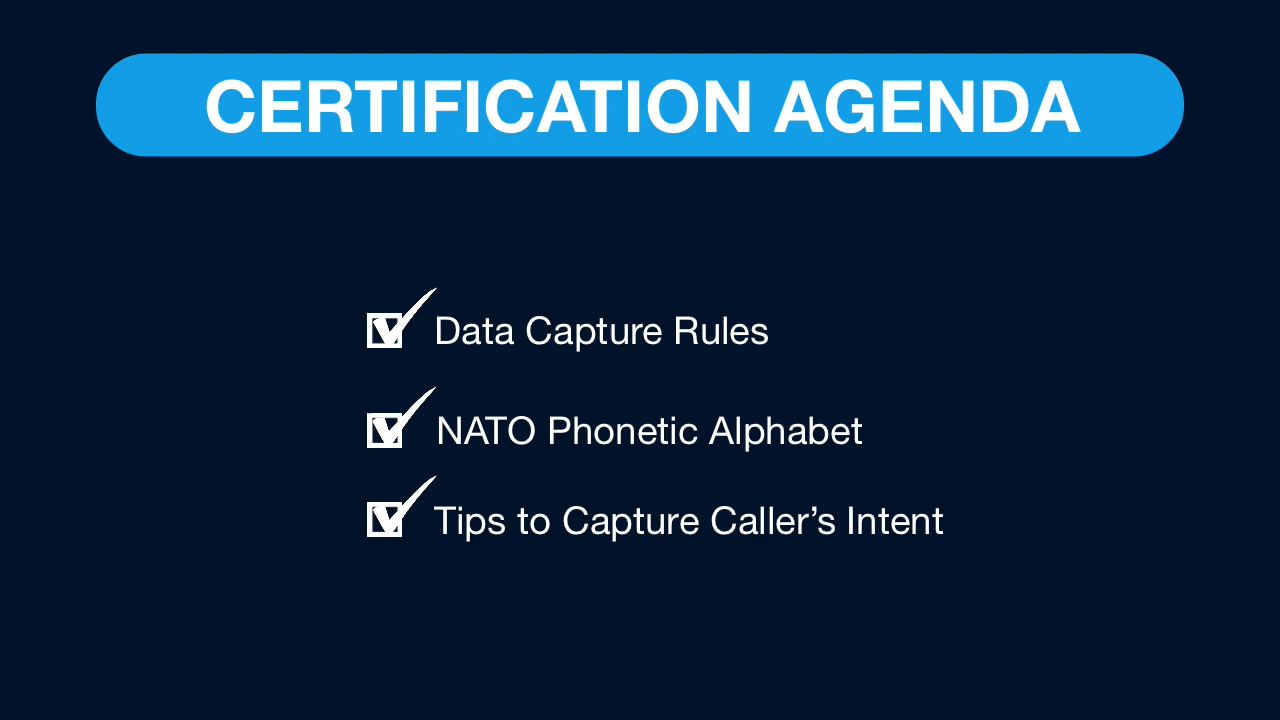 CERTIFICATION AGENDA
Data Capture Rules
NATO Phonetic Alphabet
Tips to Capture Caller’s Intent